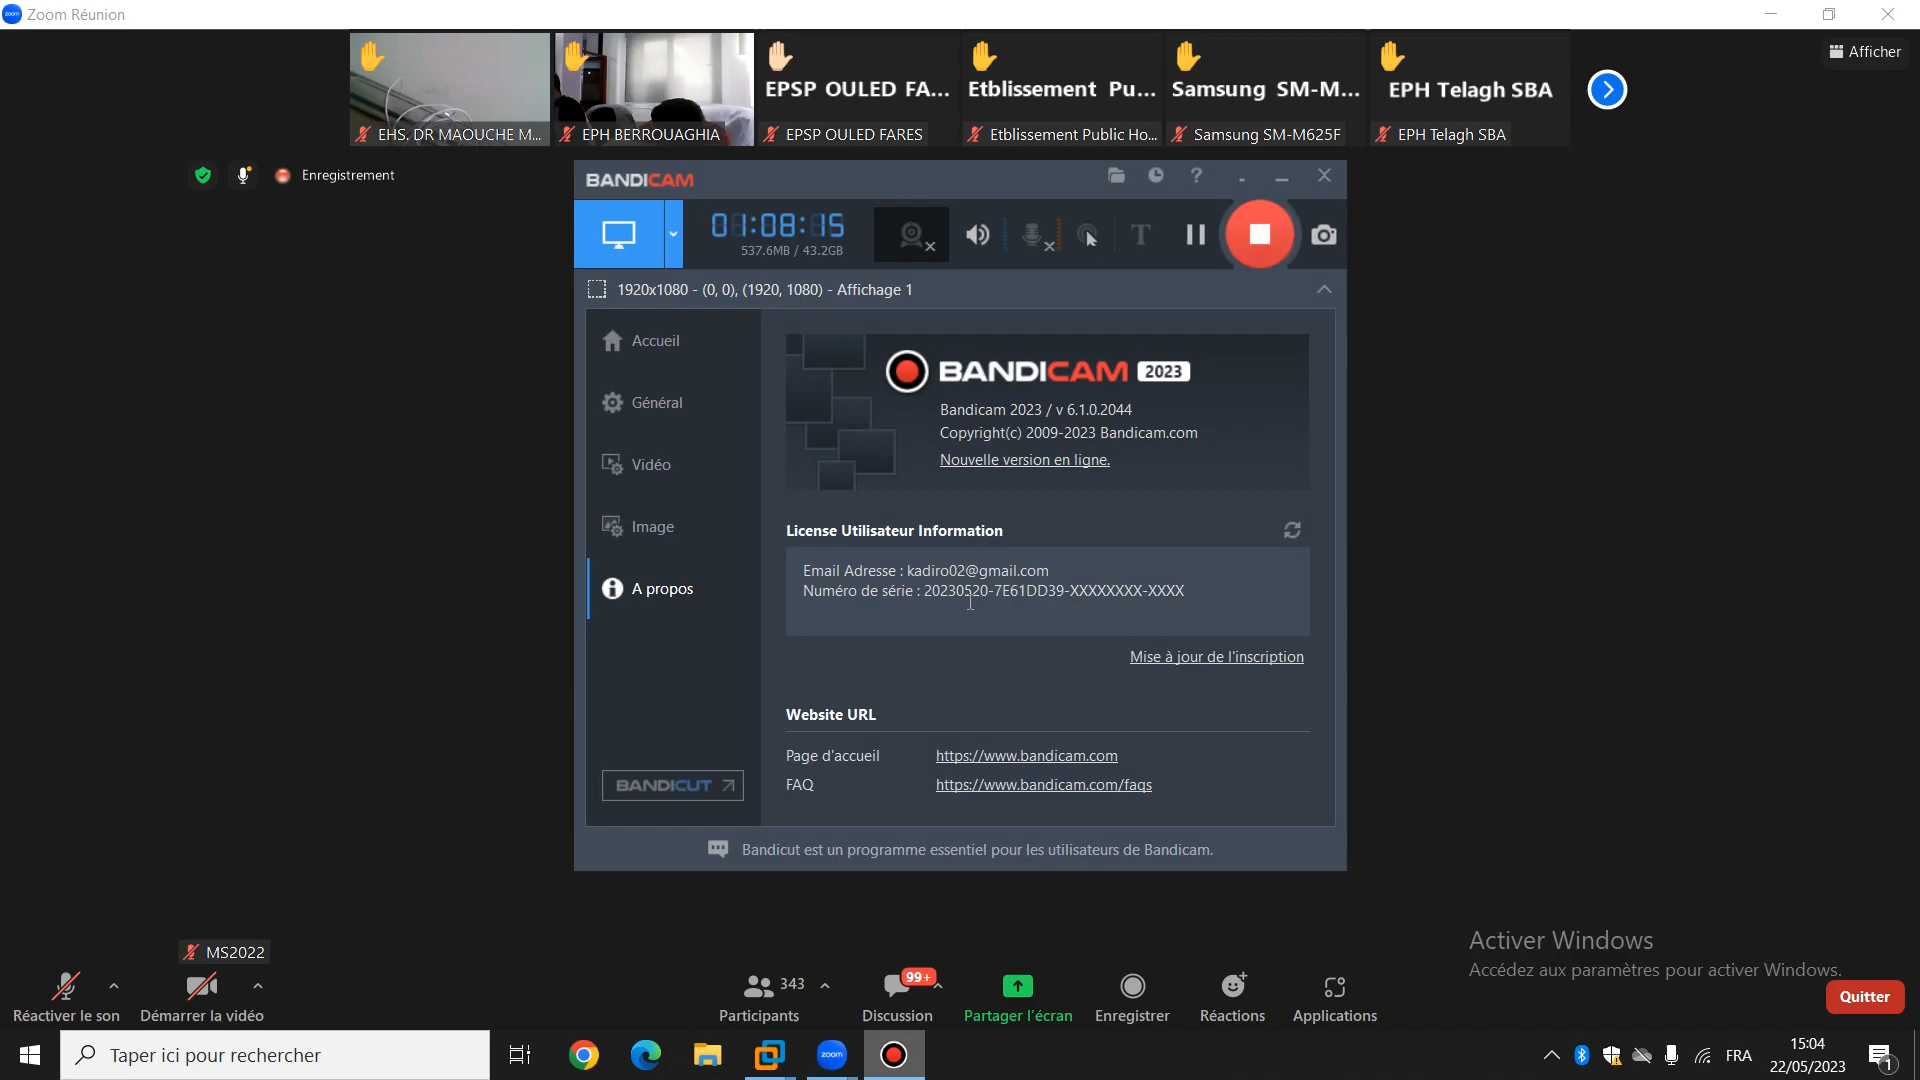 Zoom Réunion
Afficher
EPSP OULED FA...
Etblissement Pu...
Samsung SM-M...
EPH Telagh SBA
EHS. DR MAOUCHE M...
EPH BERROUAGHIA
EPSP OULED FARES
Etblissement Public Ho...
Samsung SM-M625F
EPH Telagh SBA
Enregistrement
BANDICAM
01:08:15
537.6MB / 43.2GB
1920x1080 - (0, 0), (1920, 1080) - Affichage 1
Accueil
Général
Vidéo
Image
A propos
BANDICUT
BANDICAM 2023
Bandicam 2023 / v 6.1.0.2044
Copyright(c) 2009-2023 Bandicam.com
Nouvelle version en ligne.
License Utilisateur Information
Email Adresse : kadiro02@gmail.com
Numéro de série : 20230520-7E61DD39-XXXXXXXX-XXXX
Mise à jour de l'inscription
Website URL
Page d'accueil https://www.bandicam.com
FAQ https://www.bandicam.com/faqs
Bandicut est un programme essentiel pour les utilisateurs de Bandicam.
Activer Windows
Accédez aux paramètres pour activer Windows.
MS2022
Réactiver le son
Démarrer la vidéo
343
Participants
99+
Discussion
Partager l'écran
Enregistrer
Réactions
Applications
Quitter
Taper ici pour rechercher
zoom
FRA
15:04
22/05/2023
1